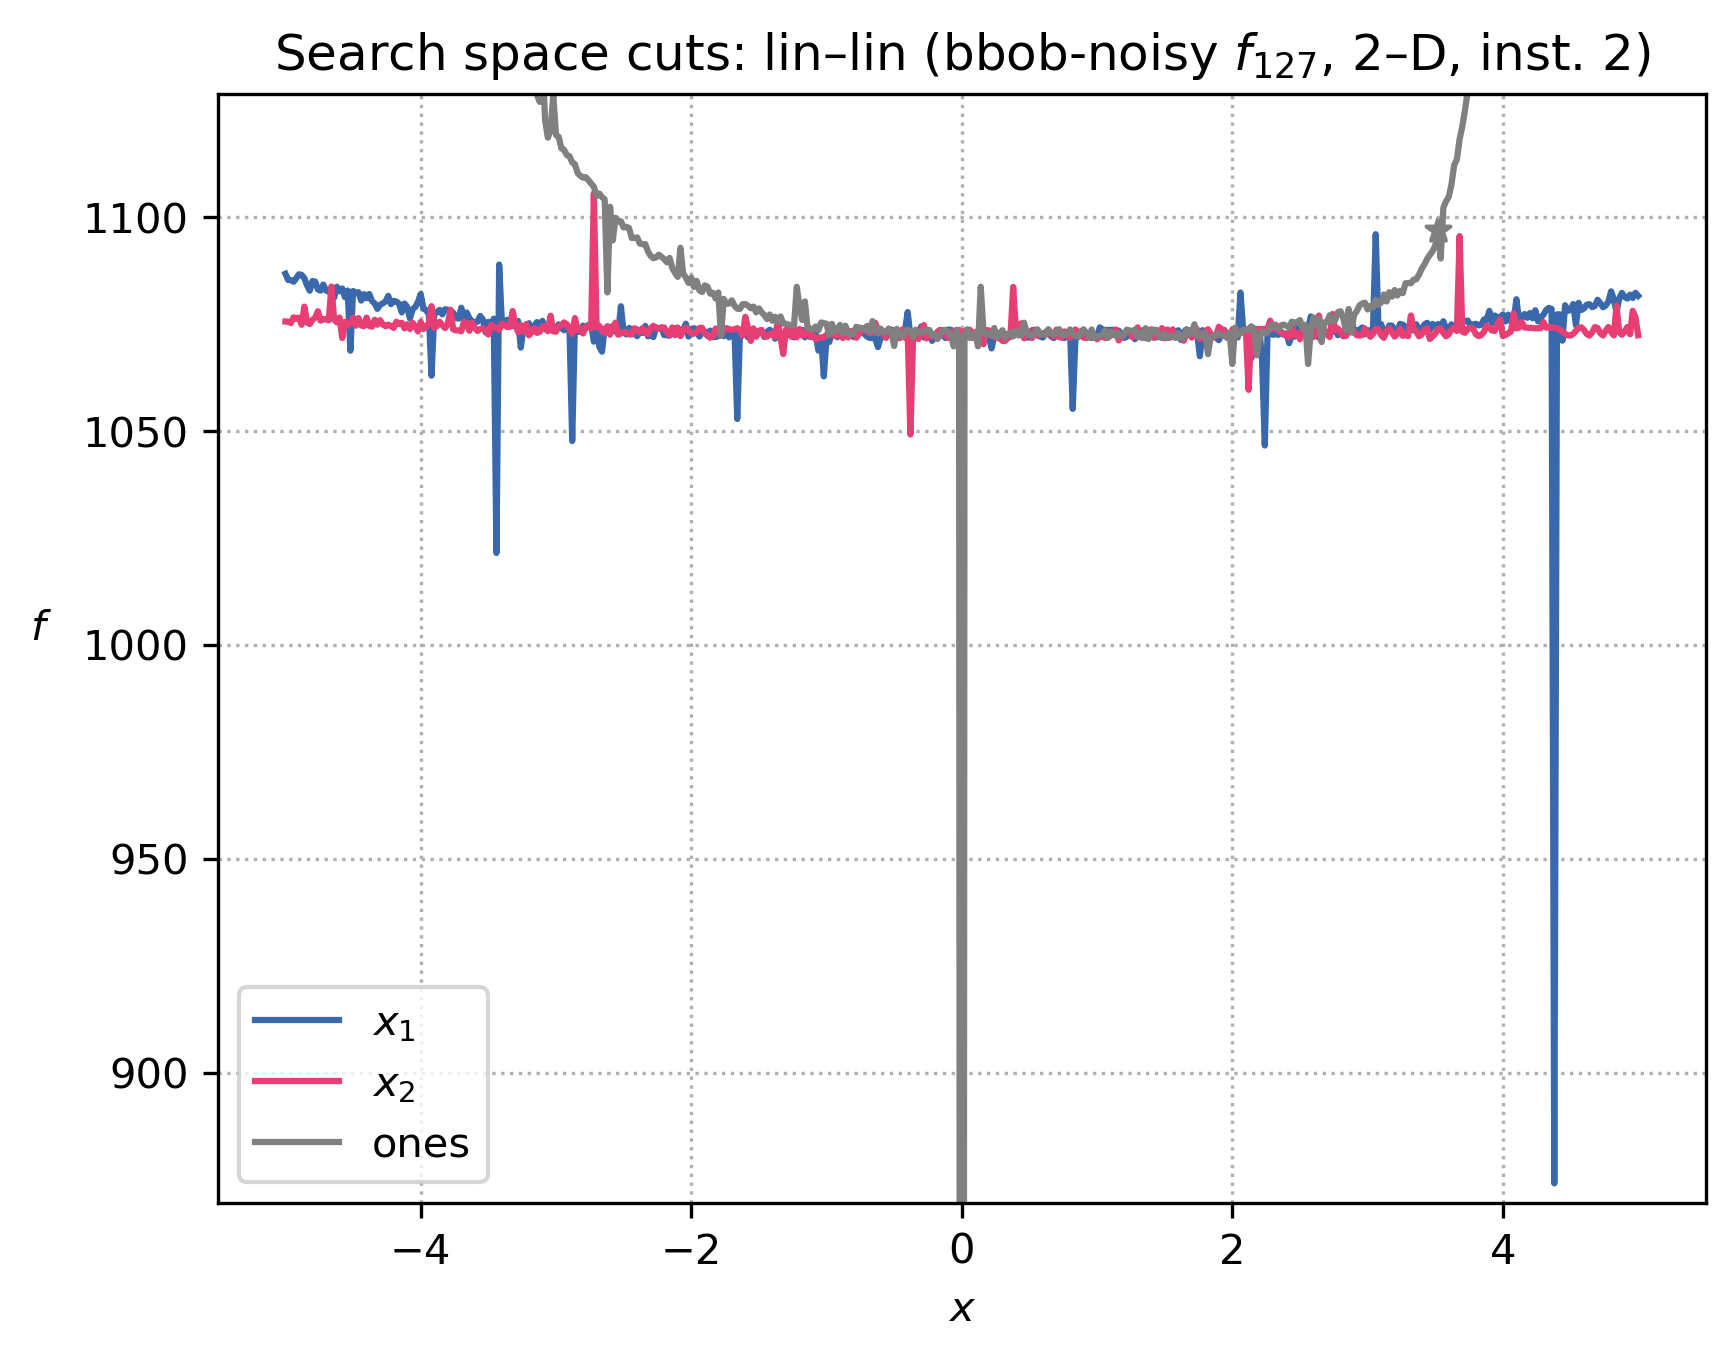 Search space cuts: lin–lin (bbob-noisy f₁₂₇, 2–D, inst. 2)
1100
1050
f
1000
950
900
x₁
x₂
ones
−4
−2
0
2
4
x